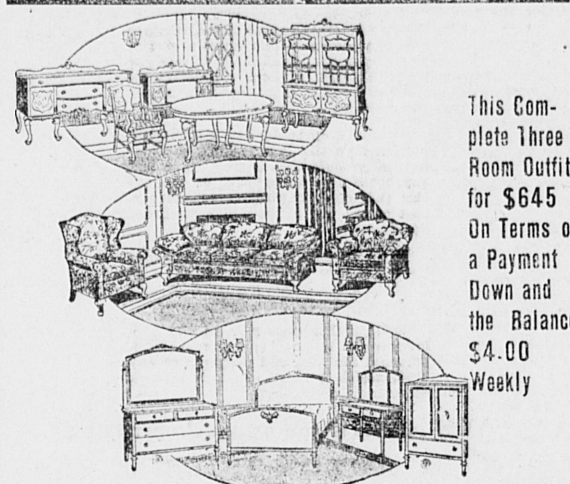 This Com-
plete Three
Room Outfit
for $645
On Terms o
a Payment
Down and
the Balance
$4.00
Weekly